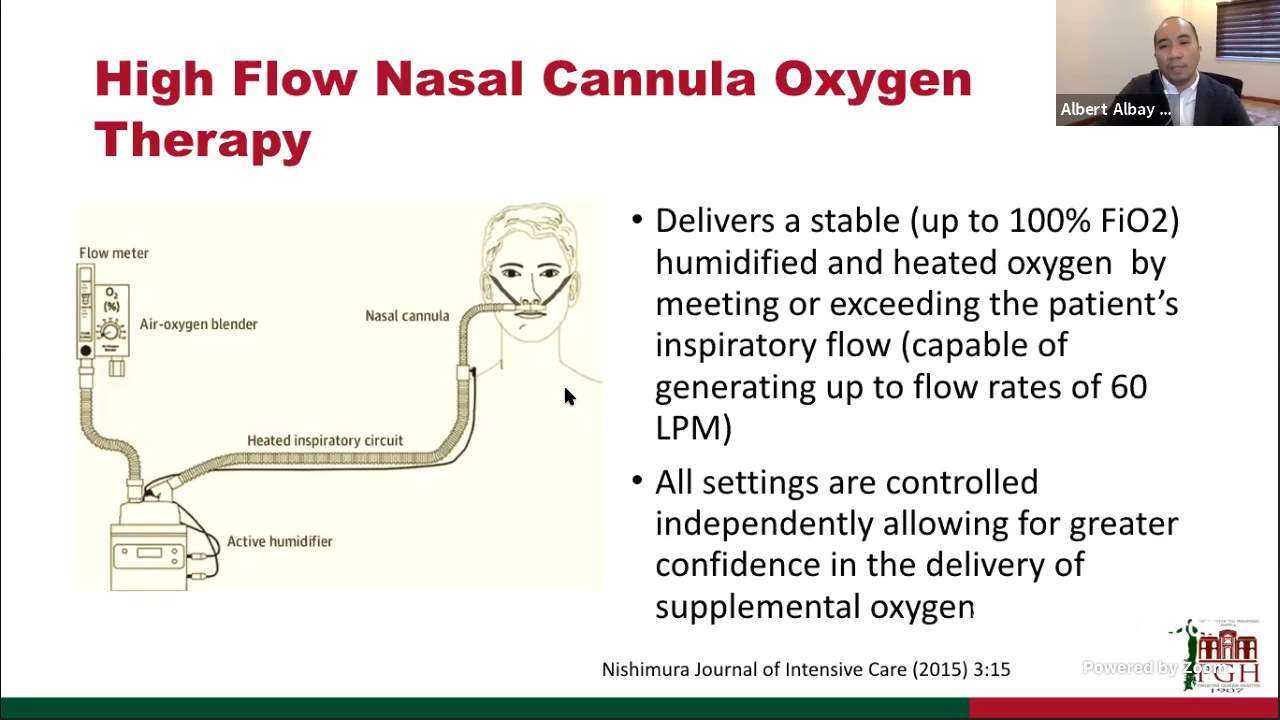 High Flow Nasal Cannula Oxygen
Therapy
Albert Albay ...
Flow meter
O2
(%)
Air-oxygen blender
Nasal cannula
Heated inspiratory circuit
Active humidifier
• Delivers a stable (up to 100% FiO2)
humidified and heated oxygen by
meeting or exceeding the patient’s
inspiratory flow (capable of
generating up to flow rates of 60
LPM)
• All settings are controlled
independently allowing for greater
confidence in the delivery of
supplemental oxygen
Nishimura Journal of Intensive Care (2015) 3:15
Powered by Zoom
PGH
1907